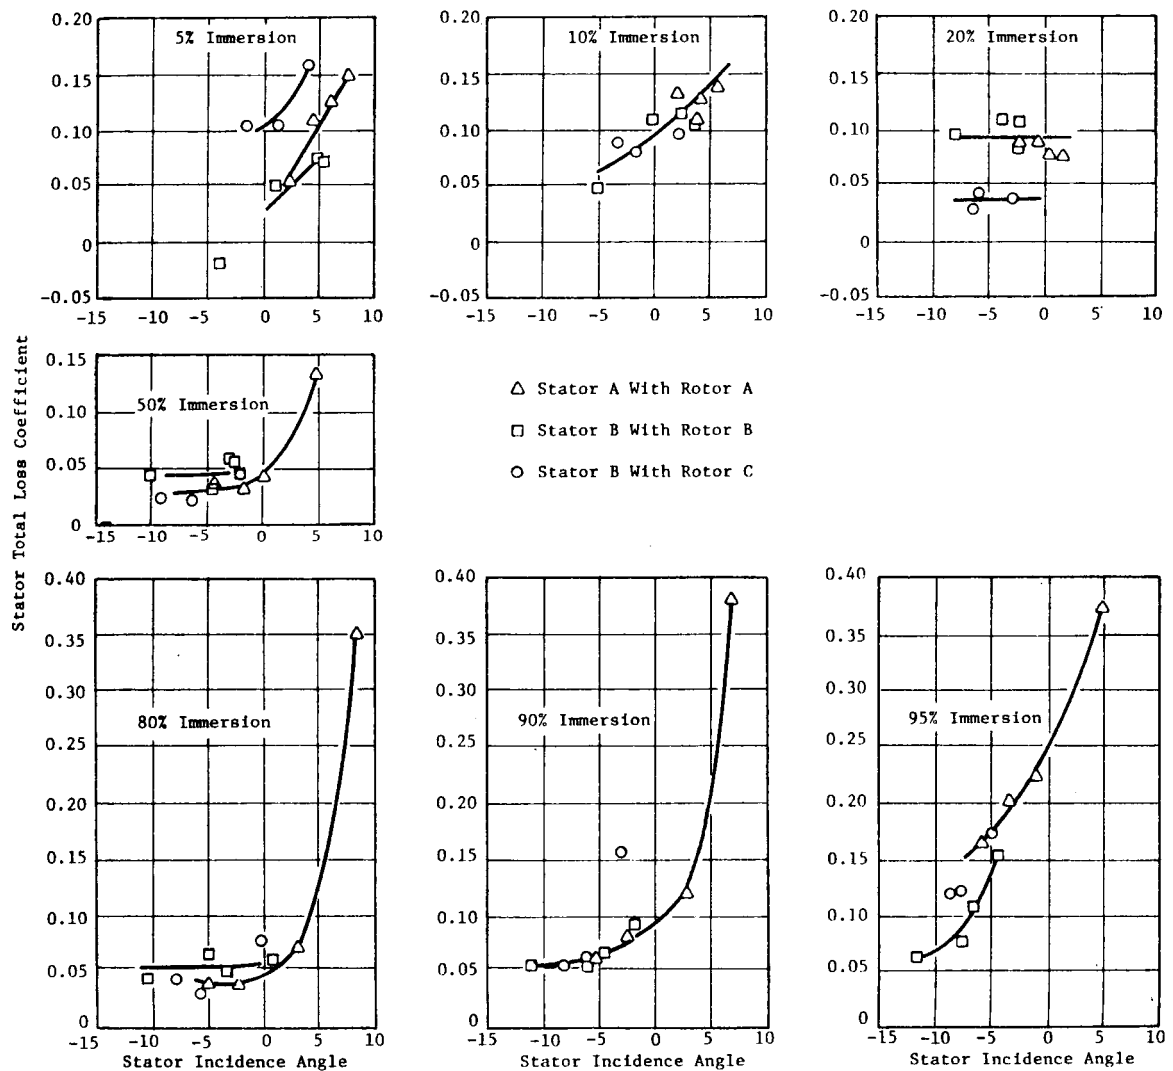 5% Immersion
0.20
0.15
0.10
0.05
0
-0.05
-15 -10 -5 0 5 10
10% Immersion
0.20
0.15
0.10
0.05
0
-0.05
-15 -10 -5 0 5 10
20% Immersion
0.20
0.15
0.10
0.05
0
-0.05
-15 -10 -5 0 5 10
Stator Total Loss Coefficient
50% Immersion
0.15
0.10
0.05
0
-15 -10 -5 0 5 10
Stator A With Rotor A
Stator B With Rotor B
Stator B With Rotor C
80% Immersion
0.40
0.35
0.30
0.25
0.20
0.15
0.10
0.05
0
-15 -10 -5 0 5 10
Stator Incidence Angle
90% Immersion
0.40
0.35
0.30
0.25
0.20
0.15
0.10
0.05
0
-15 -10 -5 0 5 10
Stator Incidence Angle
95% Immersion
0.40
0.35
0.30
0.25
0.20
0.15
0.10
0.05
0
-15 -10 -5 0 5 10
Stator Incidence Angle